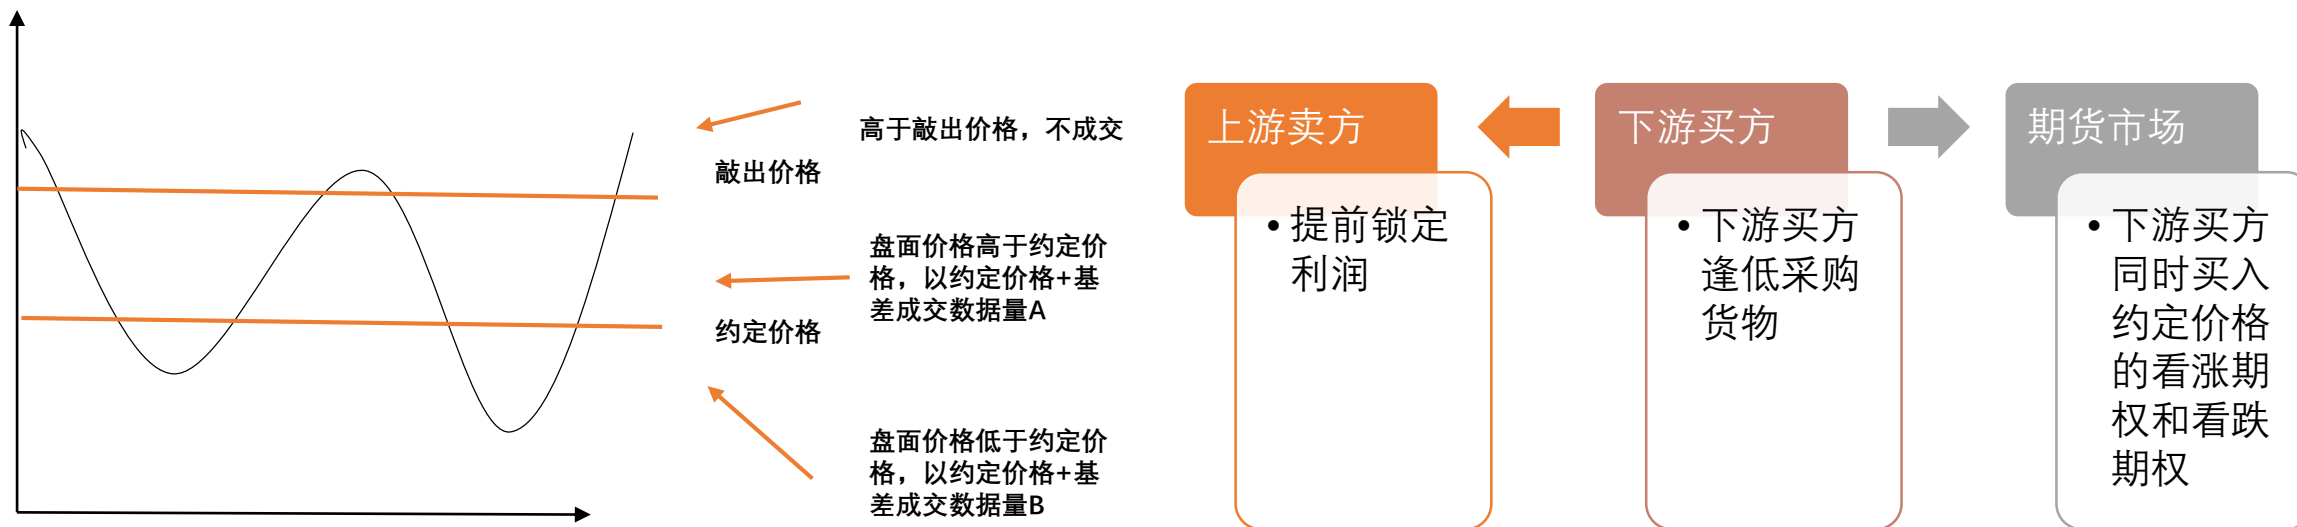 高于敲出价格，不成交
敲出价格
盘面价格高于约定价
格，以约定价格+基
差成交数据量A
约定价格
盘面价格低于约定价
格，以约定价格+基
差成交数据量B
上游卖方
• 提前锁定
利润
下游买方
• 下游买方
逢低采购
货物
期货市场
• 下游买方
同时买入
约定价格
的看涨期
权和看跌
期权